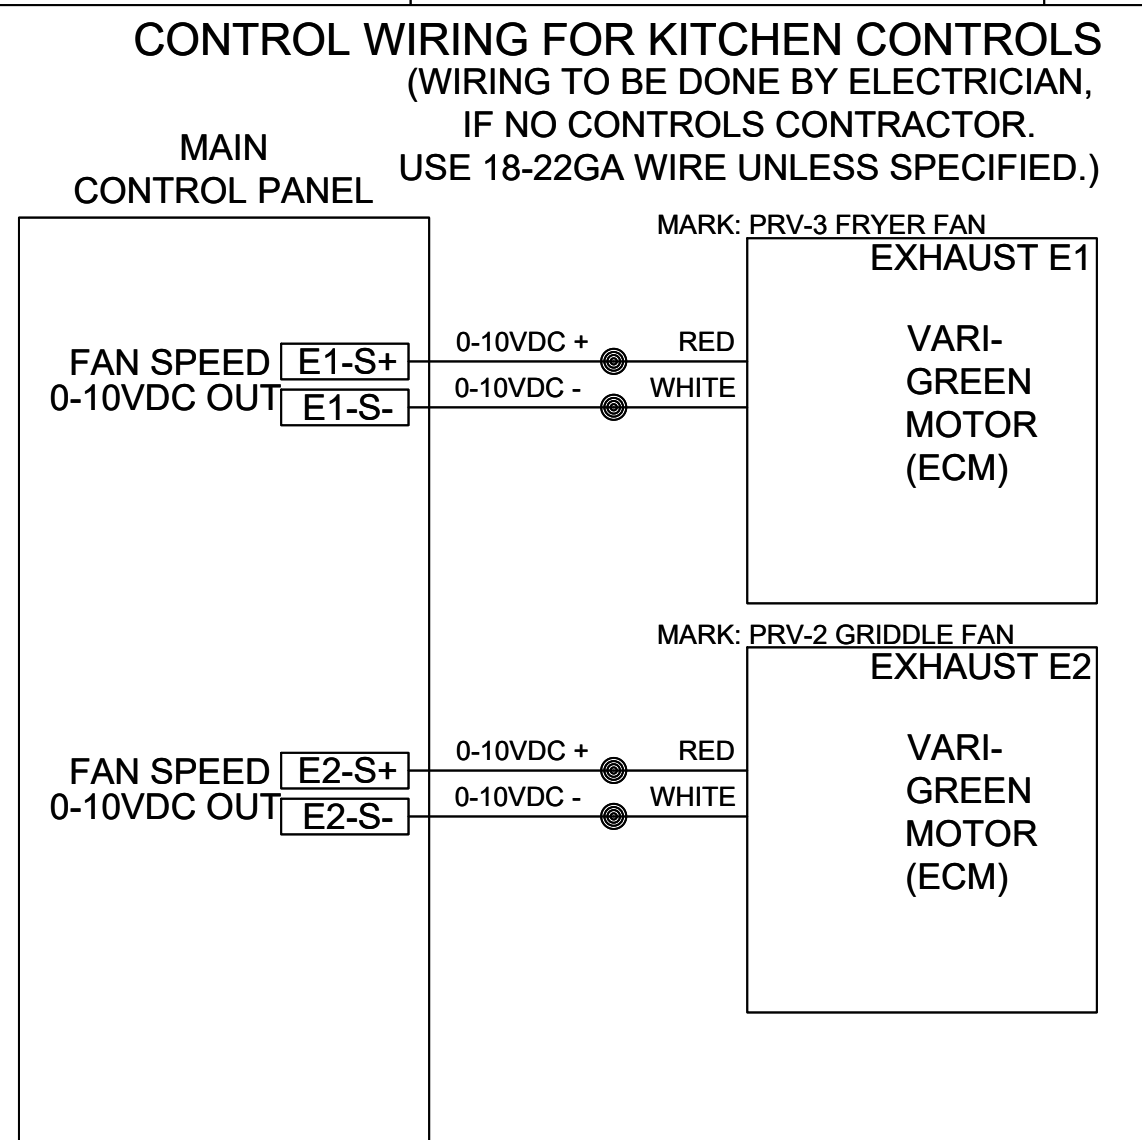 CONTROL WIRING FOR KITCHEN CONTROLS
(WIRING TO BE DONE BY ELECTRICIAN,
IF NO CONTROLS CONTRACTOR.
USE 18-22GA WIRE UNLESS SPECIFIED.)
MAIN
CONTROL PANEL
MARK: PRV-3 FRYER FAN
EXHAUST E1
FAN SPEED
0-10VDC OUT
E1-S+
E1-S-
0-10VDC +
RED
0-10VDC -
WHITE
VARI-
GREEN
MOTOR
(ECM)
MARK: PRV-2 GRIDDLE FAN
EXHAUST E2
FAN SPEED
0-10VDC OUT
E2-S+
E2-S-
0-10VDC +
RED
0-10VDC -
WHITE
VARI-
GREEN
MOTOR
(ECM)